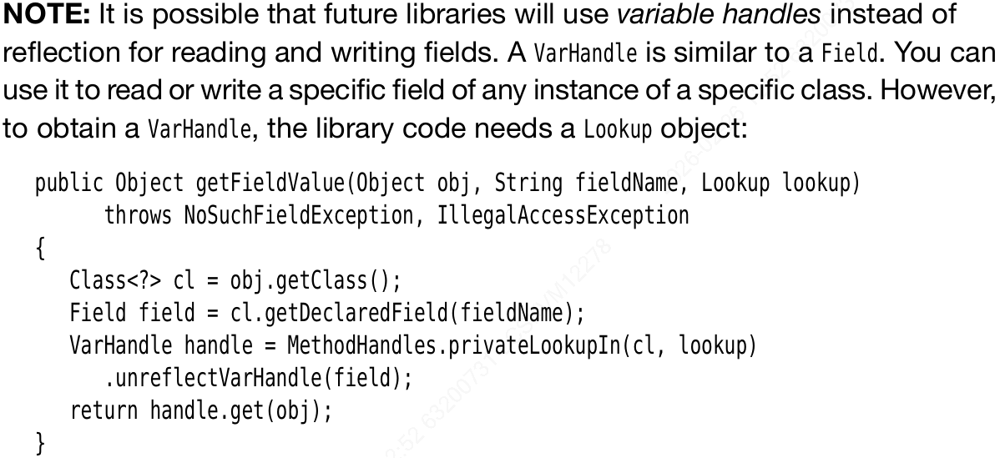 NOTE: It is possible that future libraries will use variable handles instead of
reflection for reading and writing fields. A VarHandle is similar to a Field. You can
use it to read or write a specific field of any instance of a specific class. However,
to obtain a VarHandle, the library code needs a Lookup object:
public Object getFieldValue(Object obj, String fieldName, Lookup lookup)
throws NoSuchFieldException, IllegalAccessException
{
Class<?> cl = obj.getClass();
Field field = cl.getDeclaredField(fieldName);
VarHandle handle = MethodHandles.privateLookupIn(cl, lookup)
.unreflectVarHandle(field);
return handle.get(obj);
}